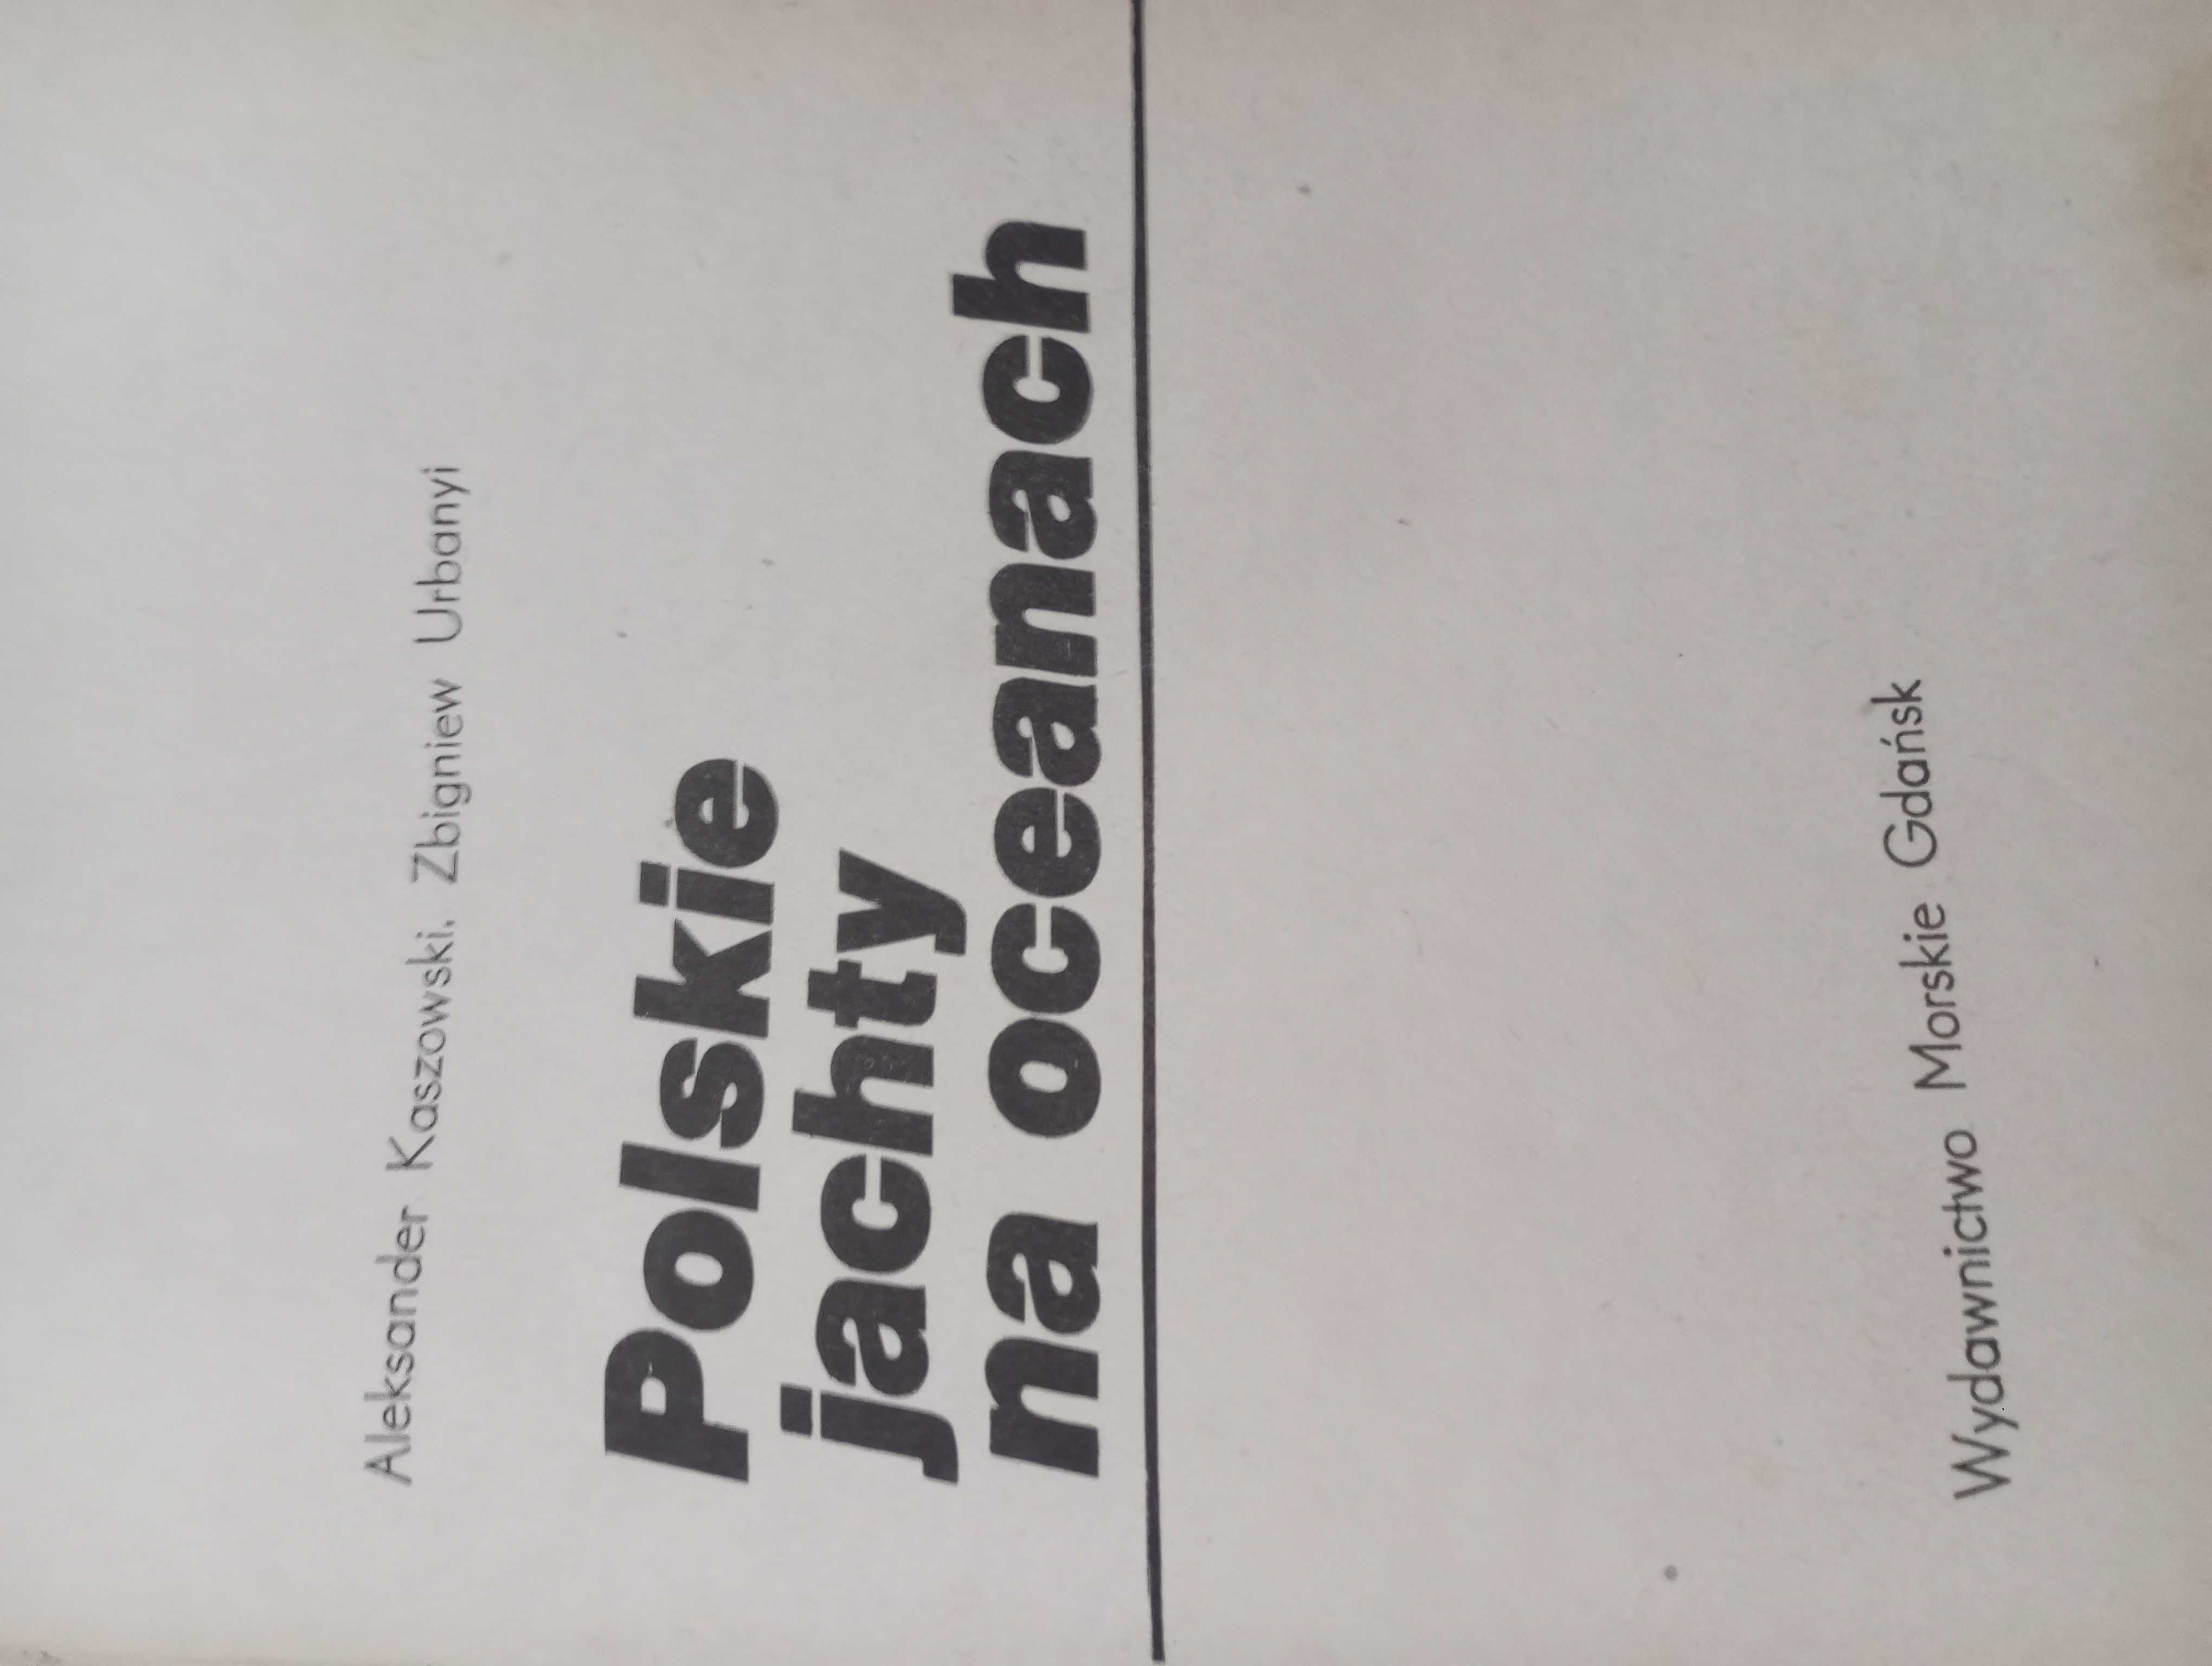 Aleksander Kaszowski, Zbigniew Urbanyi
Polskie
jachty
na oceanach
Wydawnictwo Morskie Gdańsk